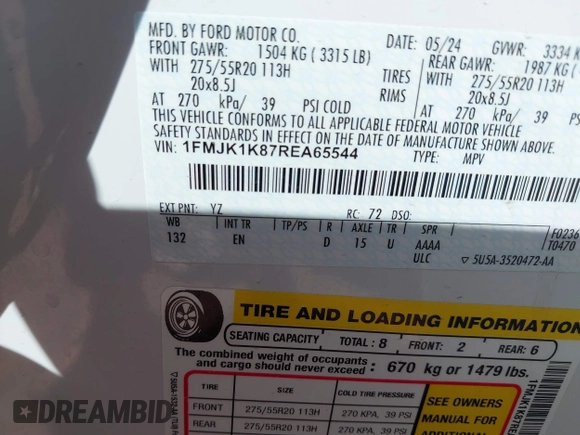 MFD. BY FORD MOTOR CO.
DATE: 05/24 GVWR: 3334 K
FRONT GAWR: 1504 KG ( 3315 LB) REAR GAWR: 1987 KG (
WITH 275/55R20 113H TIRES WITH 275/55R20 113H
20x8.5J RIMS 20x8.5J
AT 270 kPa/ 39 PSI COLD AT 270 kPa/ 39
THIS VEHICLE CONFORMS TO ALL APPLICABLE FEDERAL MOTOR VEHICLE
SAFETY STANDARDS IN EFFECT ON THE DATE OF MANUFACTURE SHOWN ABOVE.
VIN: 1FMJK1K87REA65544 TYPE: MPV
EXT PNT: YZ RC: 72 DSO: F0236
WB INT TR TP/PS R AXLE TR SPR T0470
132 EN D 15 U AAAA
ULC ▽ 5U5A-3520472-AA
TIRE AND LOADING INFORMATION
SEATING CAPACITY TOTAL: 8 FRONT: 2 REAR: 6
The combined weight of occupants
and cargo should never exceed: 670 kg or 1479 lbs.
TIRE SIZE COLD TIRE PRESSURE
FRONT 275/55R20 113H 270 KPA, 39 PSI
REAR 275/55R20 113H 270 KPA, 39 PSI
SEE OWNERS
MANUAL FOR
ADDITIONAL
DREAMBID
DREAMBID